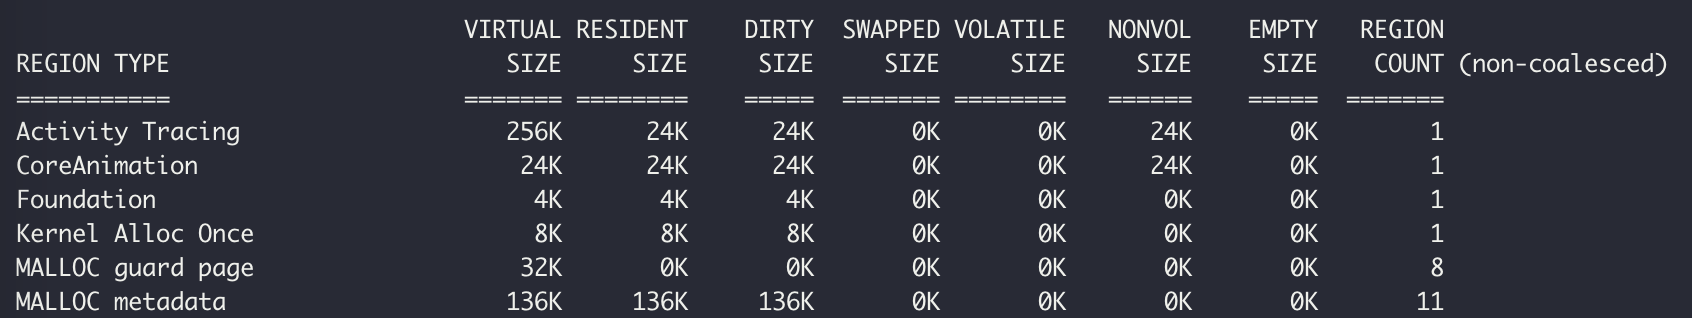 VIRTUAL RESIDENT    DIRTY  SWAPPED VOLATILE   NONVOL    EMPTY   REGION
REGION TYPE                        SIZE     SIZE     SIZE     SIZE     SIZE     SIZE     SIZE    COUNT (non-coalesced)
===========                     ======= ========    ===== ======= ========   ======    =====  =======
Activity Tracing                   256K      24K      24K       0K       0K      24K       0K        1
CoreAnimation                       24K      24K      24K       0K       0K      24K       0K        1
Foundation                           4K       4K       4K       0K       0K       0K       0K        1
Kernel Alloc Once                    8K       8K       8K       0K       0K       0K       0K        1
MALLOC guard page                   32K       0K       0K       0K       0K       0K       0K        8
MALLOC metadata                    136K     136K     136K       0K       0K       0K       0K       11